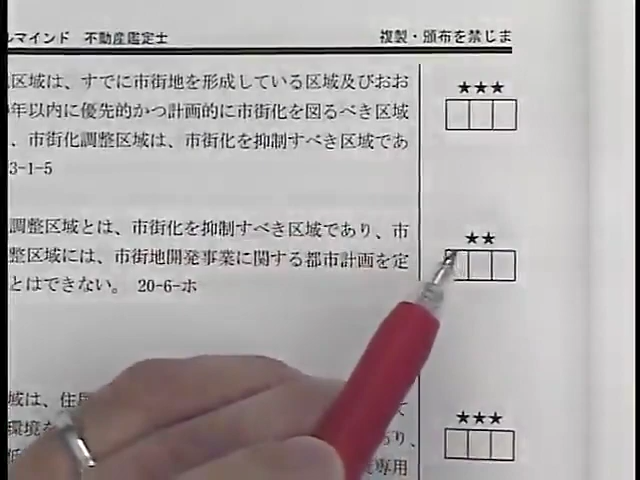 ルマインド 不動産鑑定士 複製・頒布を禁じま
区域は、すでに市街地を形成している区域及びおお
年以内に優先的かつ計画的に市街化を図るべき区域
、市街化調整区域は、市街化を抑制すべき区域であ
3-1-5
★★★
調整区域とは、市街化を抑制すべき区域であり、市
整区域には、市街地開発事業に関する都市計画を定
とはできない。 20-6-ホ
★★
域は、住
て
環境を
り、
専用
★★★